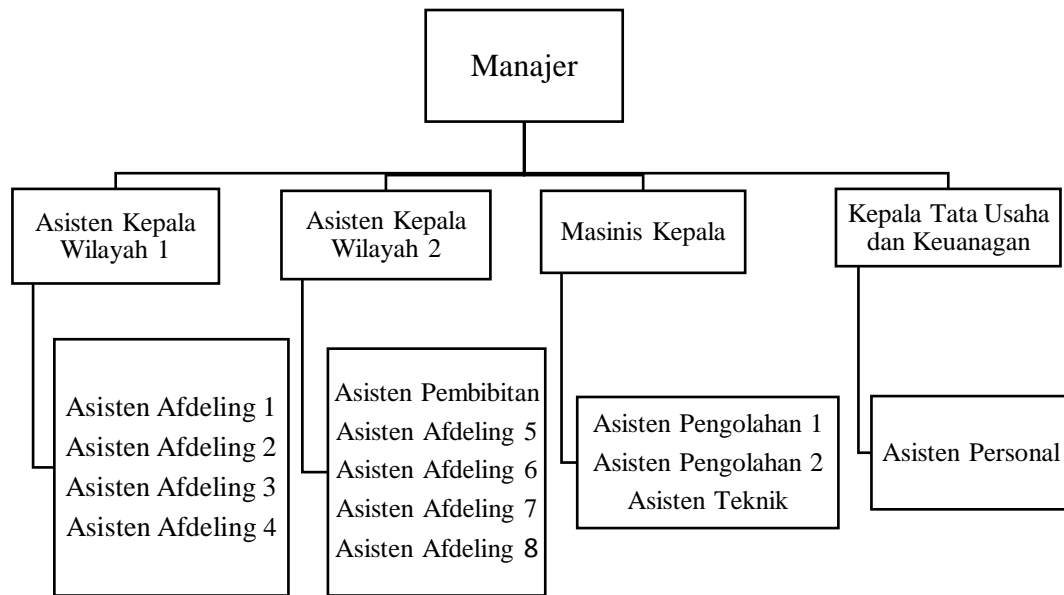 Manajer
Asisten Kepala
Wilayah 1
Asisten Kepala
Wilayah 2
Masinis Kepala
Kepala Tata Usaha
dan Keuanagan
Asisten Afdeling 1
Asisten Afdeling 2
Asisten Afdeling 3
Asisten Afdeling 4
Asisten Pembibitan
Asisten Afdeling 5
Asisten Afdeling 6
Asisten Afdeling 7
Asisten Afdeling 8
Asisten Pengolahan 1
Asisten Pengolahan 2
Asisten Teknik
Asisten Personal